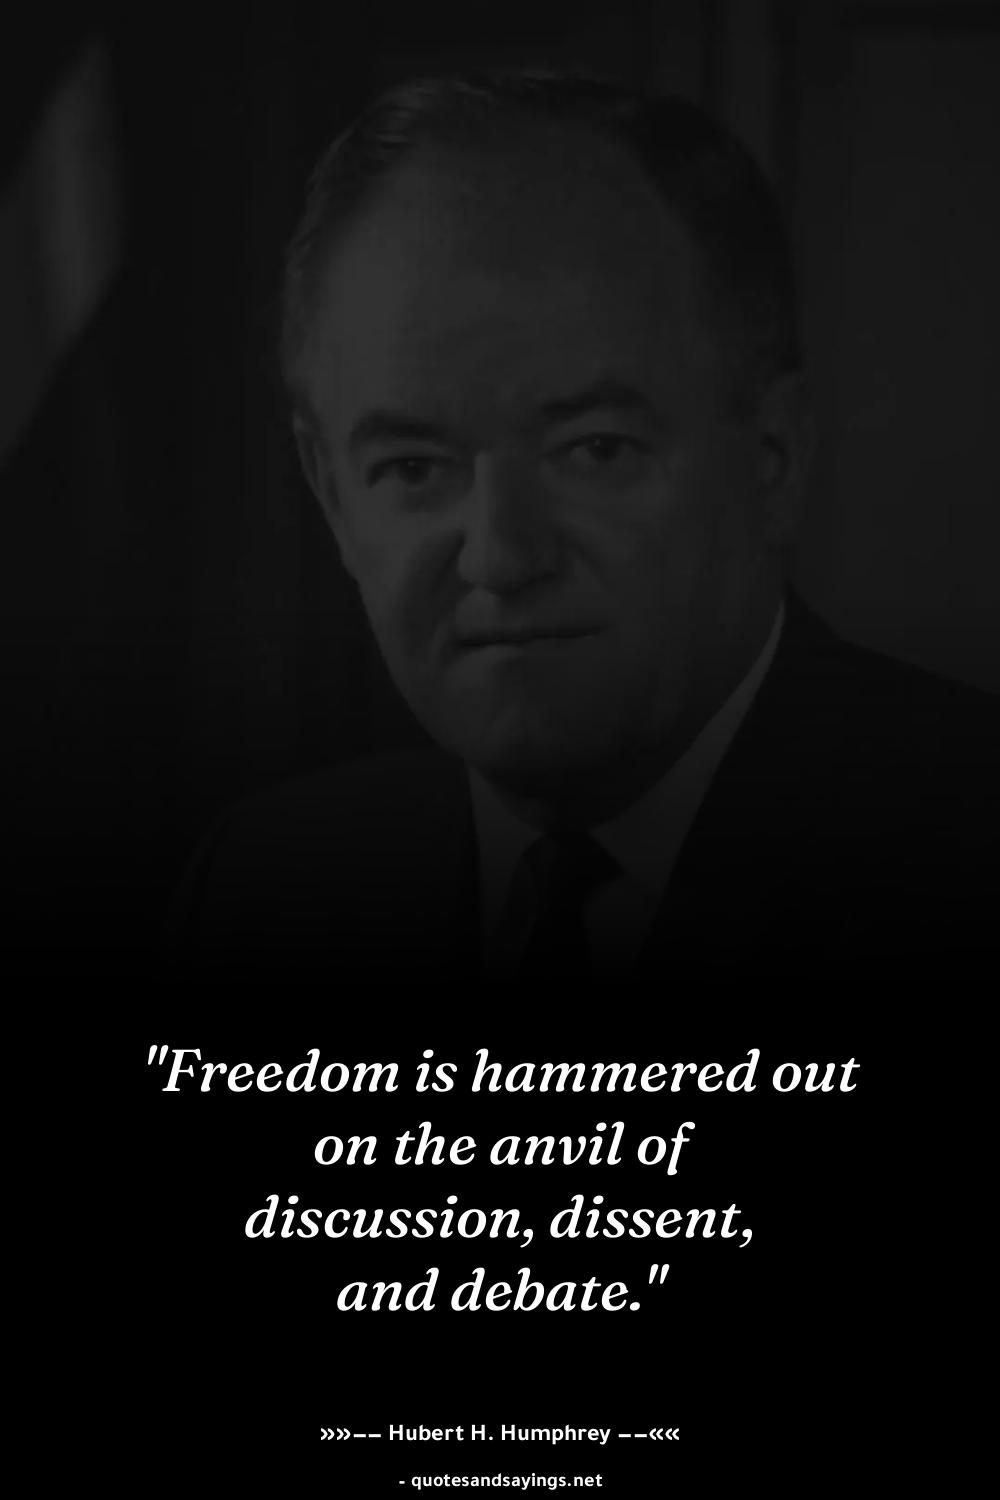 "Freedom is hammered out
on the anvil of
discussion, dissent,
and debate."
»»−− Hubert H. Humphrey −−««
- quotesandsayings.net